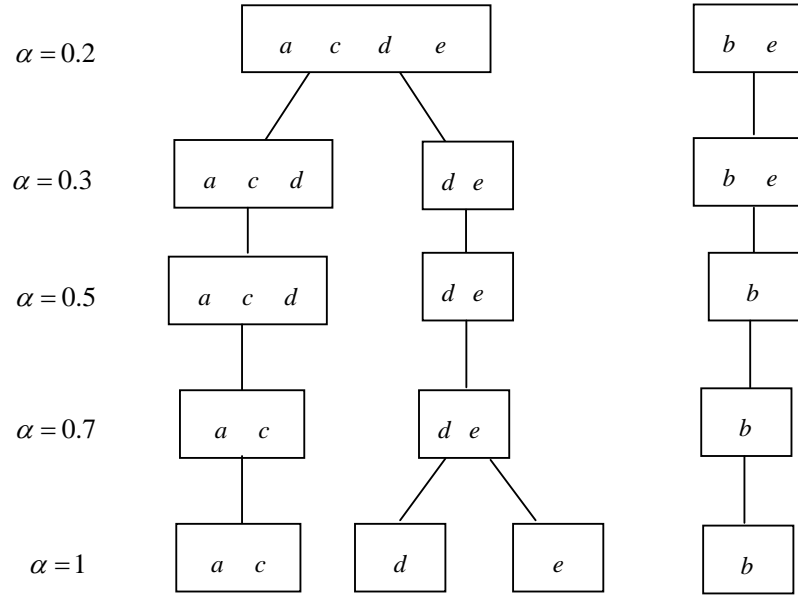 α = 0.2 a c d e b e
α = 0.3 a c d d e b e
α = 0.5 a c d d e b
α = 0.7 a c d e b
α = 1 a c d e b